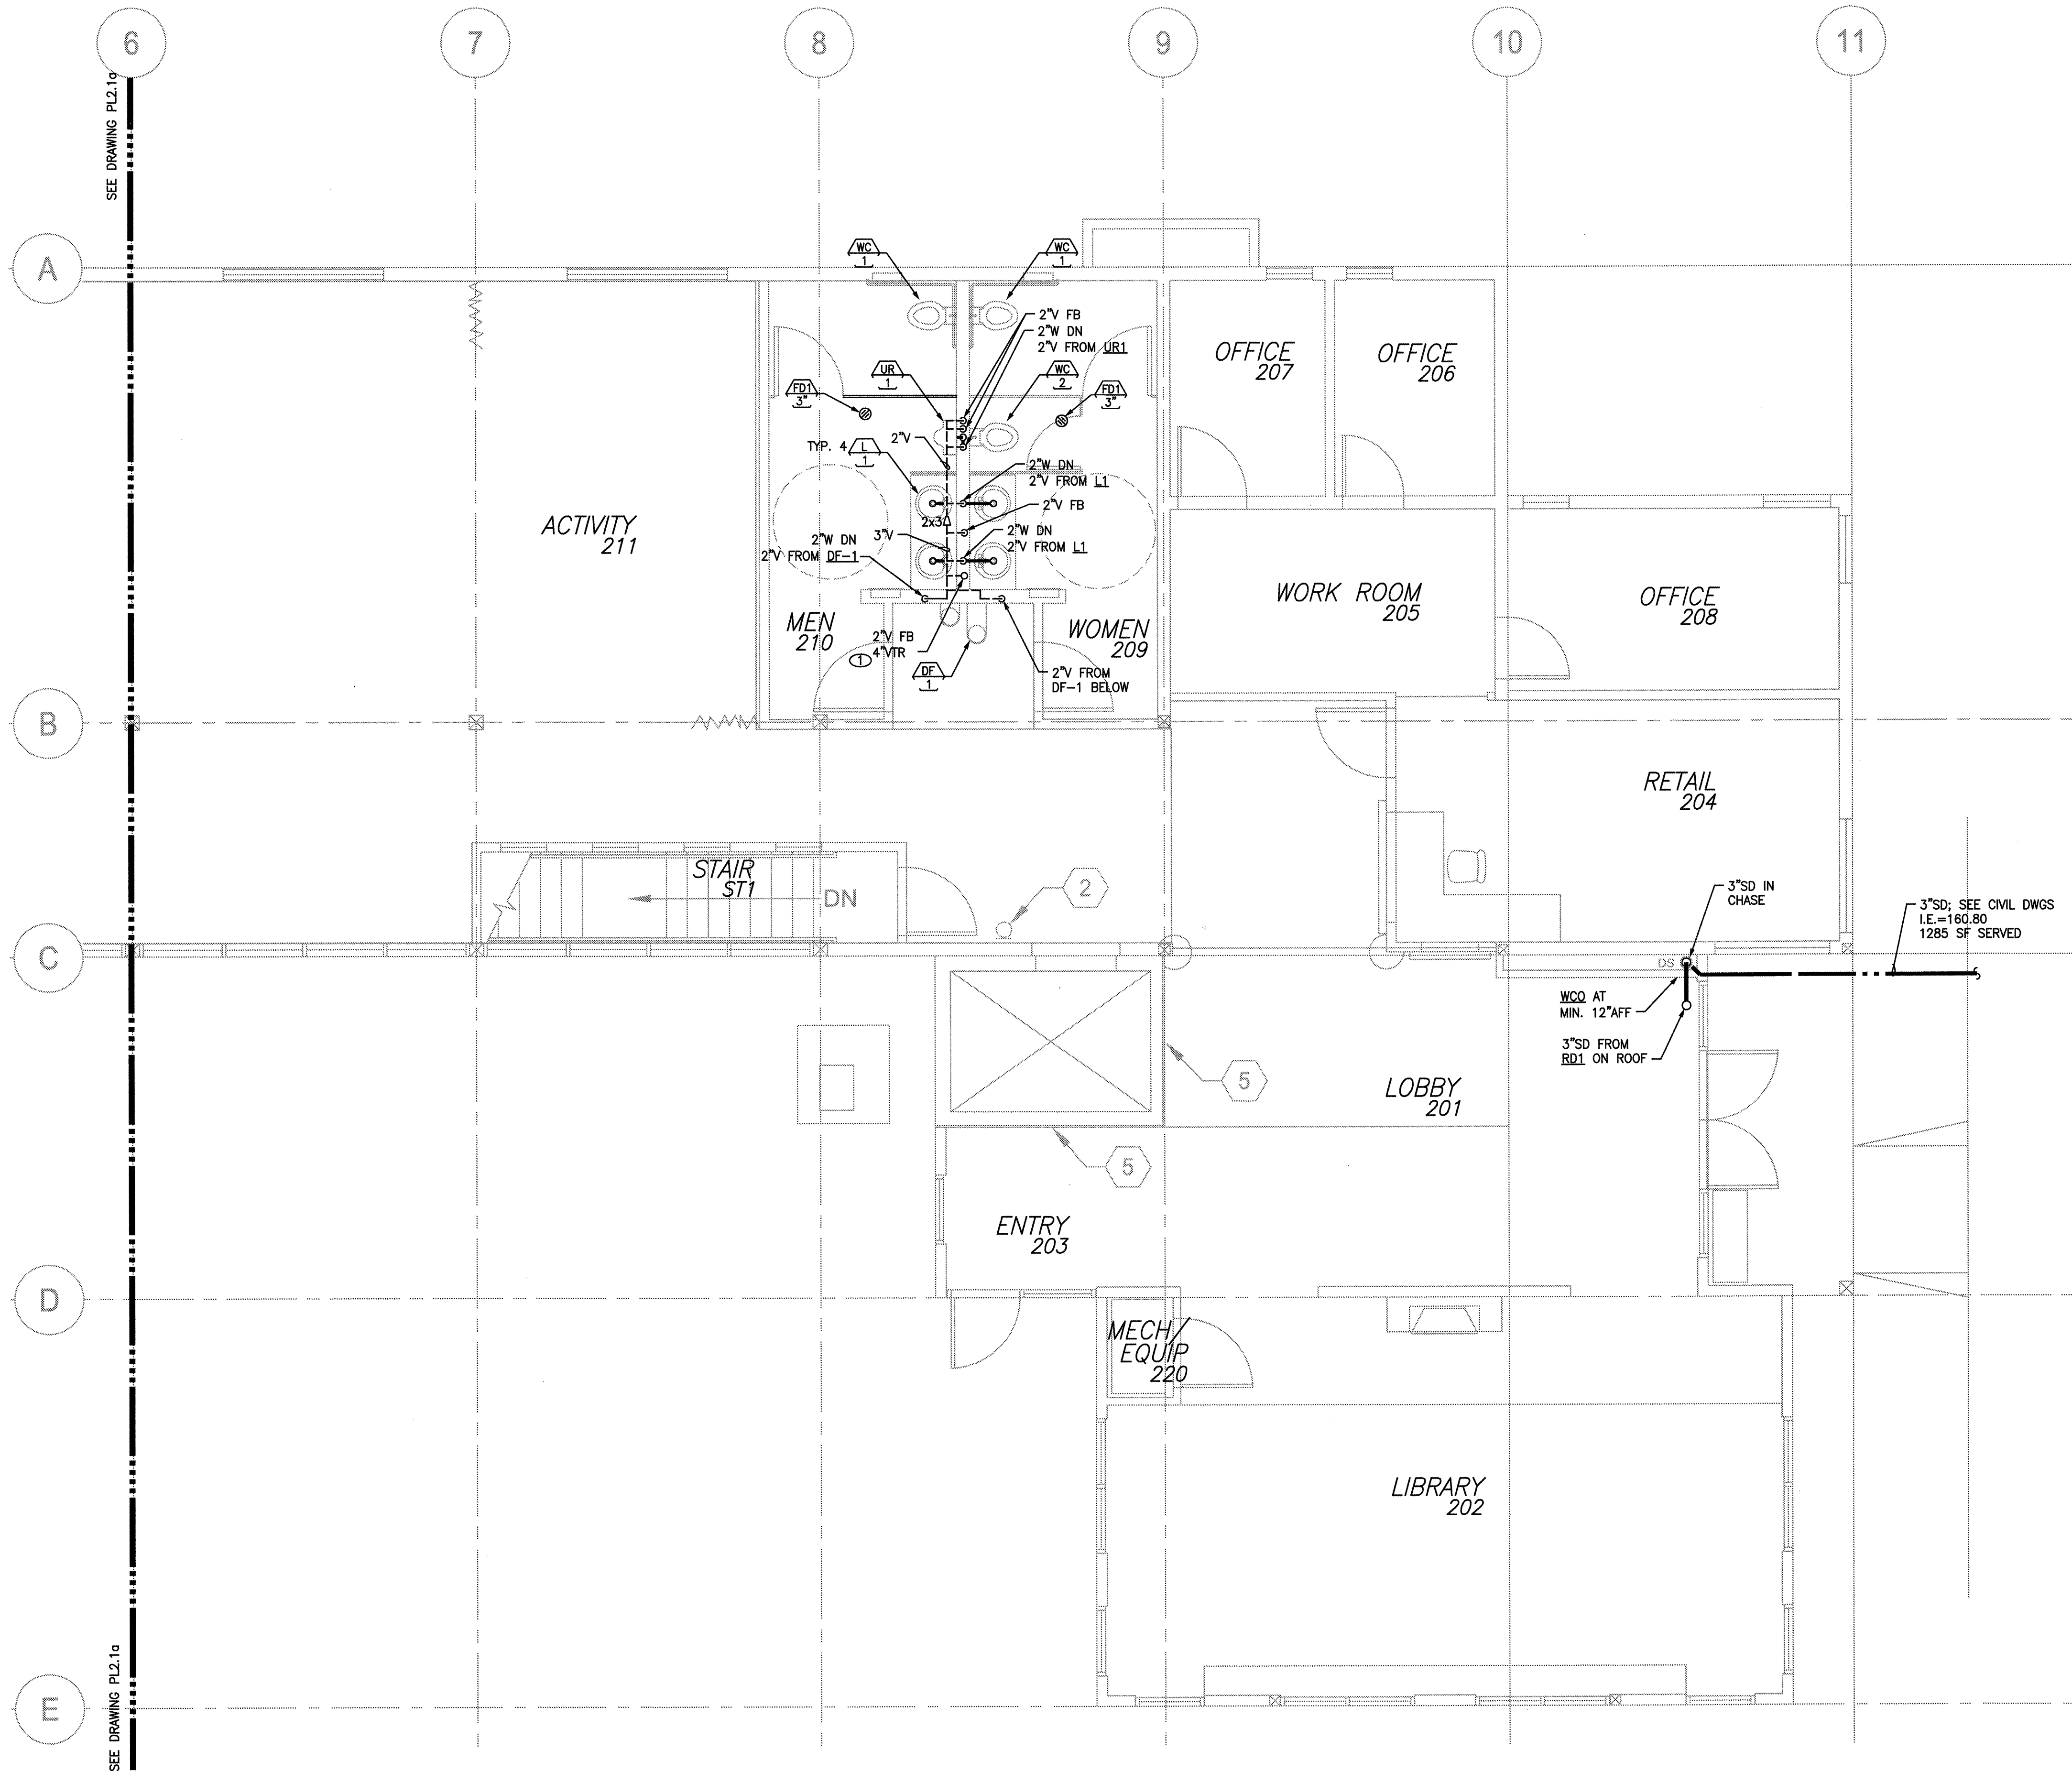 6
7
8
9
10
11
SEE DRAWING PL2.1a
A
WC
1
WC
1
2"V FB
2"W DN
2"V FROM UR1
OFFICE
207
OFFICE
206
UR
1
WC
2
FD1
3"
FD1
3"
TYP. 4
L
1
2"V
2"W DN
2"V FROM L1
2"V FB
2x3
3"V
2"W DN
2"V FROM L1
ACTIVITY
211
2"W DN
2"V FROM DF-1
WORK ROOM
205
OFFICE
208
MEN
210
WOMEN
209
2"V FB
4"VTR
1
DF
1
2"V FROM
DF-1 BELOW
B
RETAIL
204
STAIR
ST1
DN
2
3"SD IN
CHASE
3"SD; SEE CIVIL DWGS
I.E.=160.80
1285 SF SERVED
C
DS
WCO AT
MIN. 12"AFF
3"SD FROM
RD1 ON ROOF
5
LOBBY
201
5
ENTRY
203
D
MECH/
EQUIP
220
LIBRARY
202
SEE DRAWING PL2.1a
E